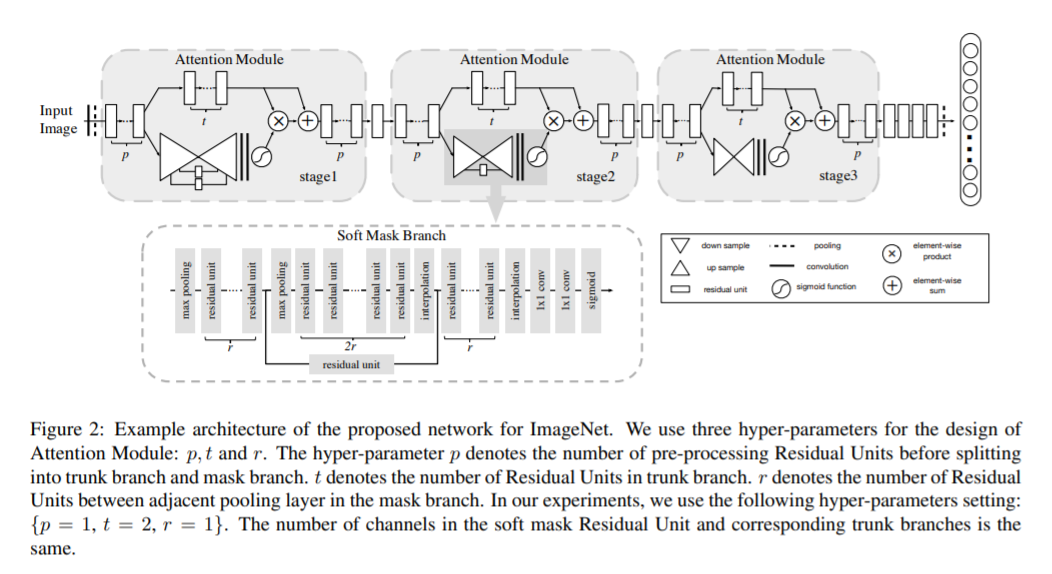 Attention Module
Attention Module
Attention Module
Input
Image
p
t
p
stage1
p
t
p
stage2
p
t
p
stage3
Soft Mask Branch
max pooling
residual unit
residual unit
max pooling
residual unit
residual unit
residual unit
residual unit
interpolation
residual unit
residual unit
interpolation
1x1 conv
1x1 conv
sigmoid
r
2r
r
residual unit
down sample
up sample
residual unit
pooling
convolution
sigmoid function
element-wise
product
element-wise
sum
Figure 2: Example architecture of the proposed network for ImageNet. We use three hyper-parameters for the design of
Attention Module: p, t and r. The hyper-parameter p denotes the number of pre-processing Residual Units before splitting
into trunk branch and mask branch. t denotes the number of Residual Units in trunk branch. r denotes the number of Residual
Units between adjacent pooling layer in the mask branch. In our experiments, we use the following hyper-parameters setting:
{p = 1, t = 2, r = 1}. The number of channels in the soft mask Residual Unit and corresponding trunk branches is the
same.